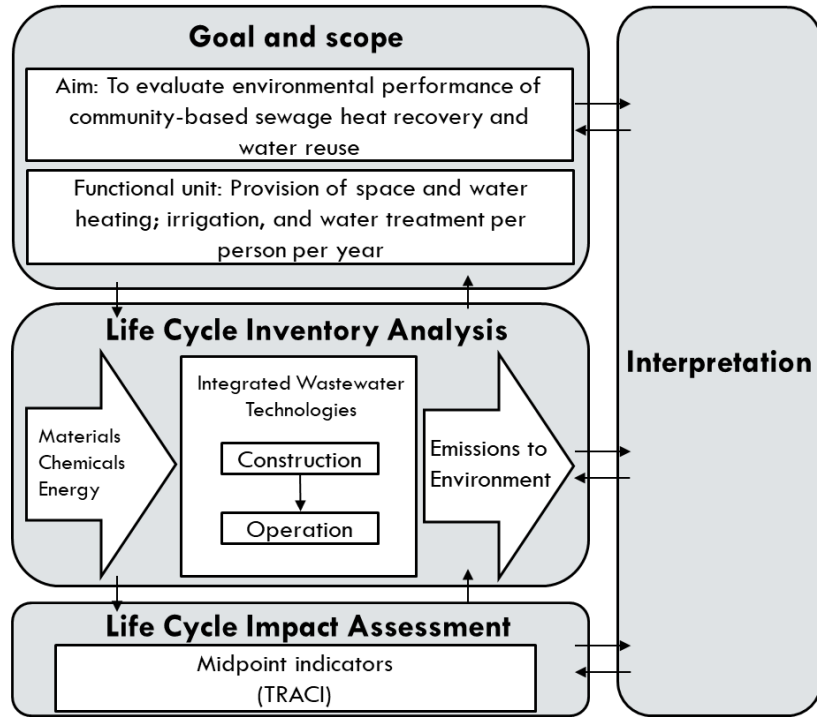 Goal and scope
Aim: To evaluate environmental performance of
community-based sewage heat recovery and
water reuse
Functional unit: Provision of space and water
heating; irrigation, and water treatment per
person per year
Life Cycle Inventory Analysis
Materials
Chemicals
Energy
Integrated Wastewater
Technologies
Construction
Operation
Emissions to
Environment
Life Cycle Impact Assessment
Midpoint indicators
(TRACI)
Interpretation